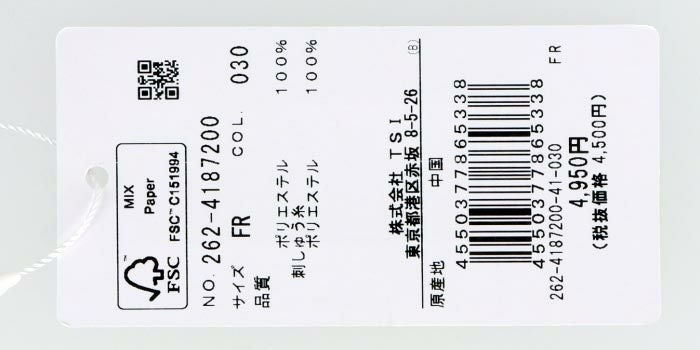 MIX
Paper
FSC™ C151994
FSC
NO. 262-4187200
COL. 030
サイズ FR
品質
ポリエステル 100%
刺しゅう糸
ポリエステル 100%
株式会社 TSI
東京都港区赤坂 8-5-26
(B)
原産地 中国
4550377865338
4550377865338
262-4187200-41-030
4,950円
(税抜価格 4,500円)
FR